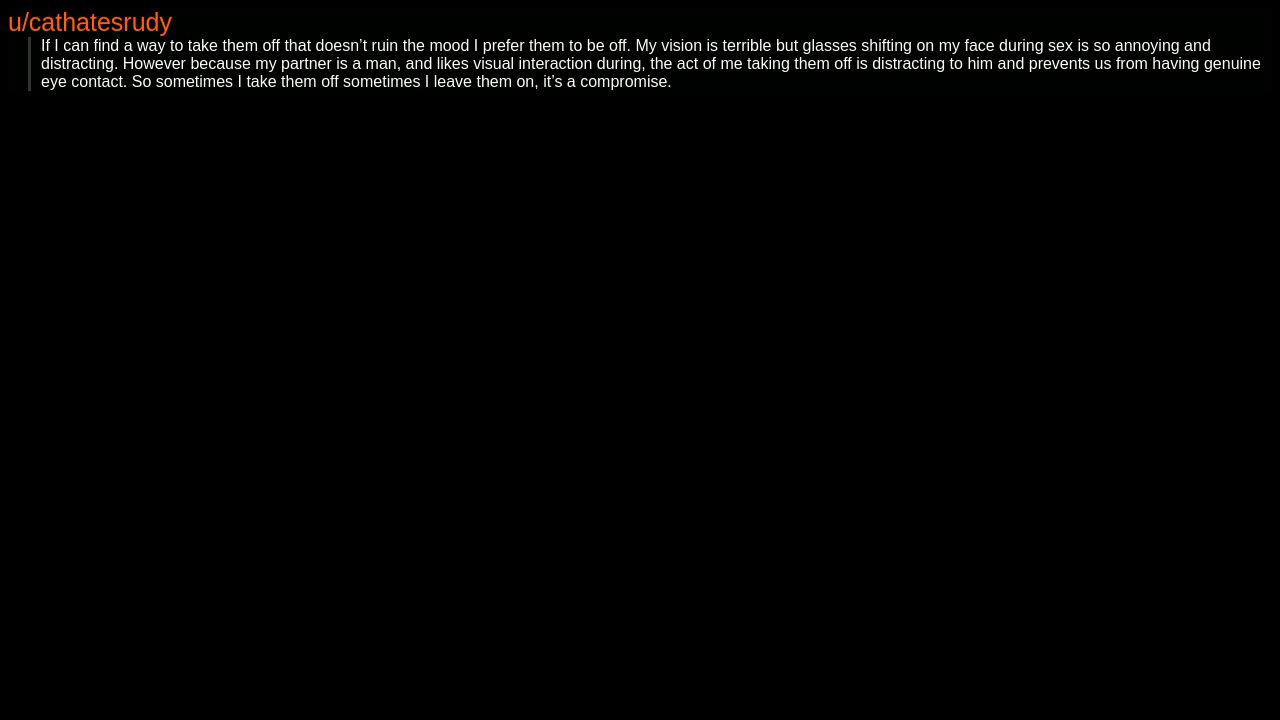 u/cathatesrudy
If I can find a way to take them off that doesn’t ruin the mood I prefer them to be off. My vision is terrible but glasses shifting on my face during sex is so annoying and
distracting. However because my partner is a man, and likes visual interaction during, the act of me taking them off is distracting to him and prevents us from having genuine
eye contact. So sometimes I take them off sometimes I leave them on, it’s a compromise.